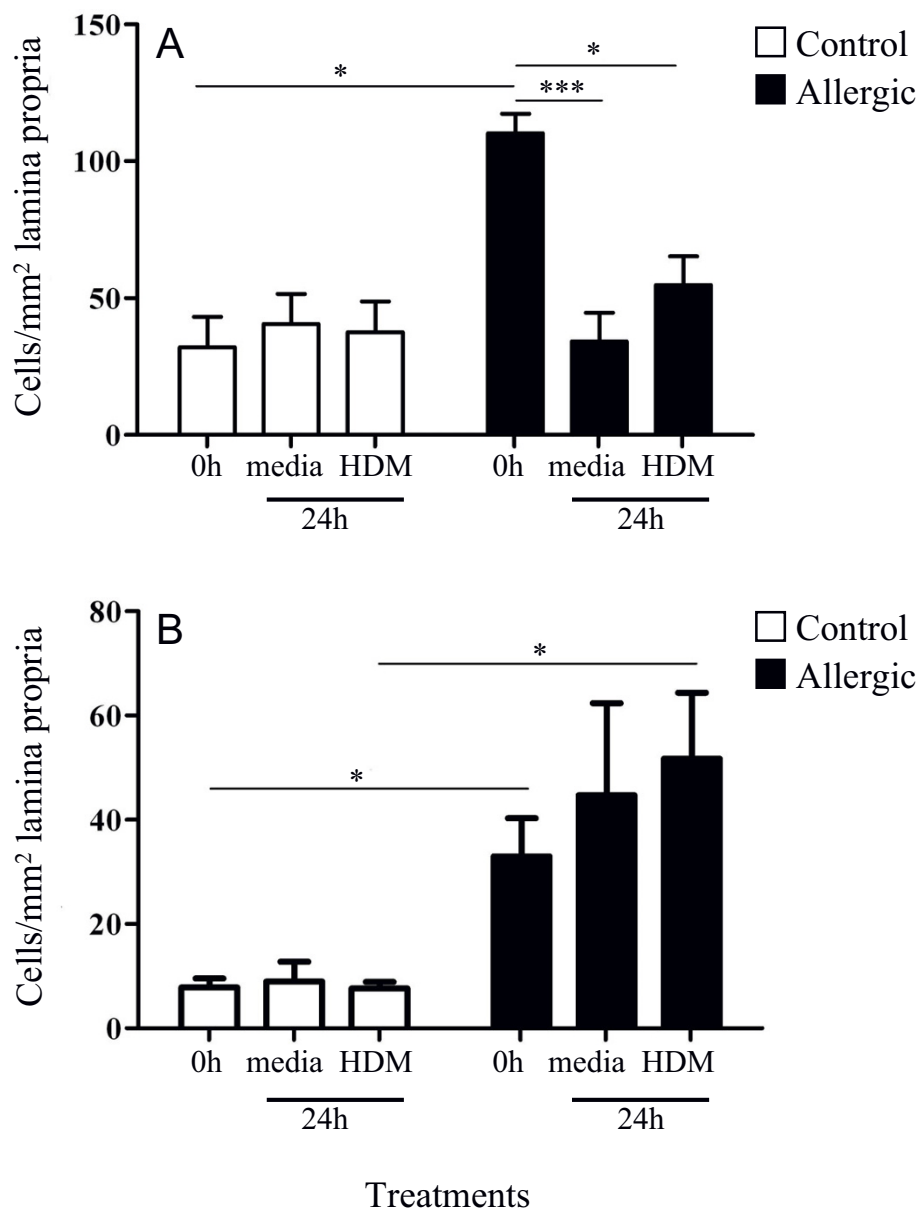 A
Control
Allergic
Cells/mm² lamina propria
150
100
50
0
*
*
***
0h media HDM 0h media HDM
24h 24h
B
Control
Allergic
Cells/mm² lamina propria
80
60
40
20
0
*
*
0h media HDM 0h media HDM
24h 24h
Treatments